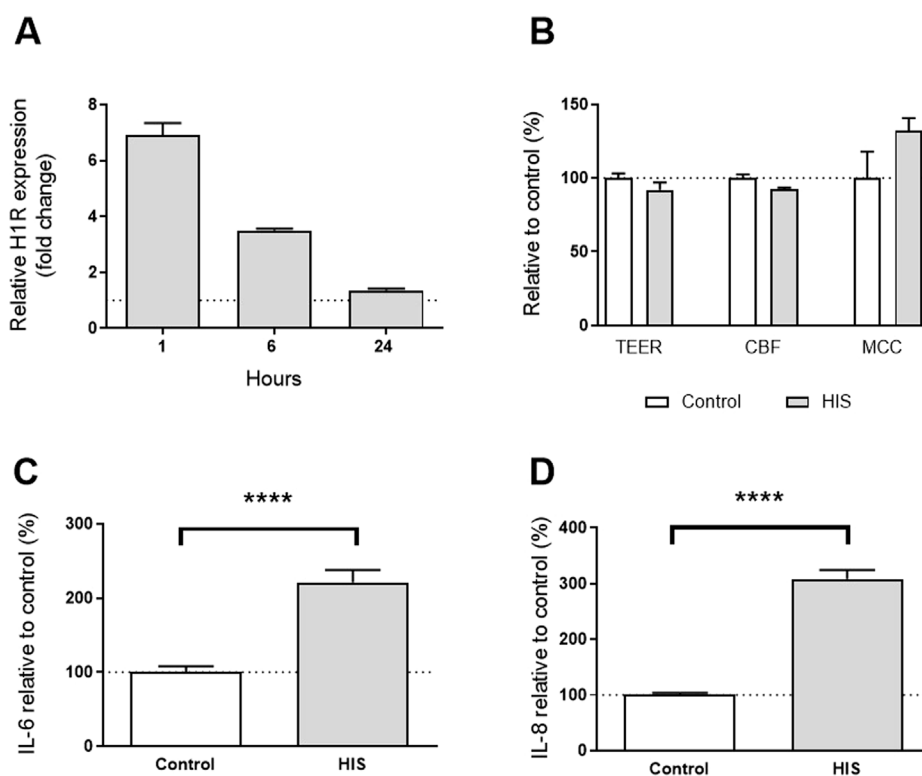 A
Relative H1R expression
(fold change)
8
6
4
2
0
1 6 24
Hours
B
Relative to control (%)
150
100
50
0
TEER CBF MCC
Control HIS
C
IL-6 relative to control (%)
300
200
100
0
****
Control HIS
D
IL-8 relative to control (%)
400
300
200
100
0
****
Control HIS